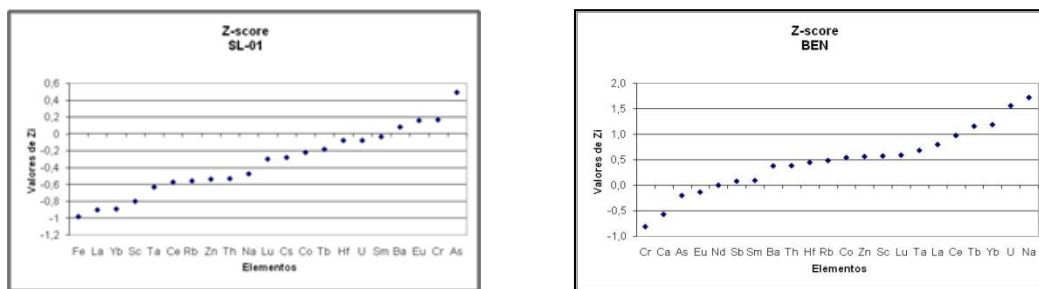 Z-score
SL-01
Valores de Zi
0,6
0,4
0,2
0
-0,2
-0,4
-0,6
-0,8
-1
-1,2
Fe La Yb Sc Ta Ce Rb Zn Th Na Lu Cs Co Tb Hf U Sm Ba Eu Cr As
Elementos
Z-score
BEN
Valores de Zi
2,0
1,5
1,0
0,5
0,0
-0,5
-1,0
Cr Ca As Eu Nd Sb Sm Ba Th Hf Rb Co Zn Sc Lu Ta La Ce Tb Yb U Na
Elementos